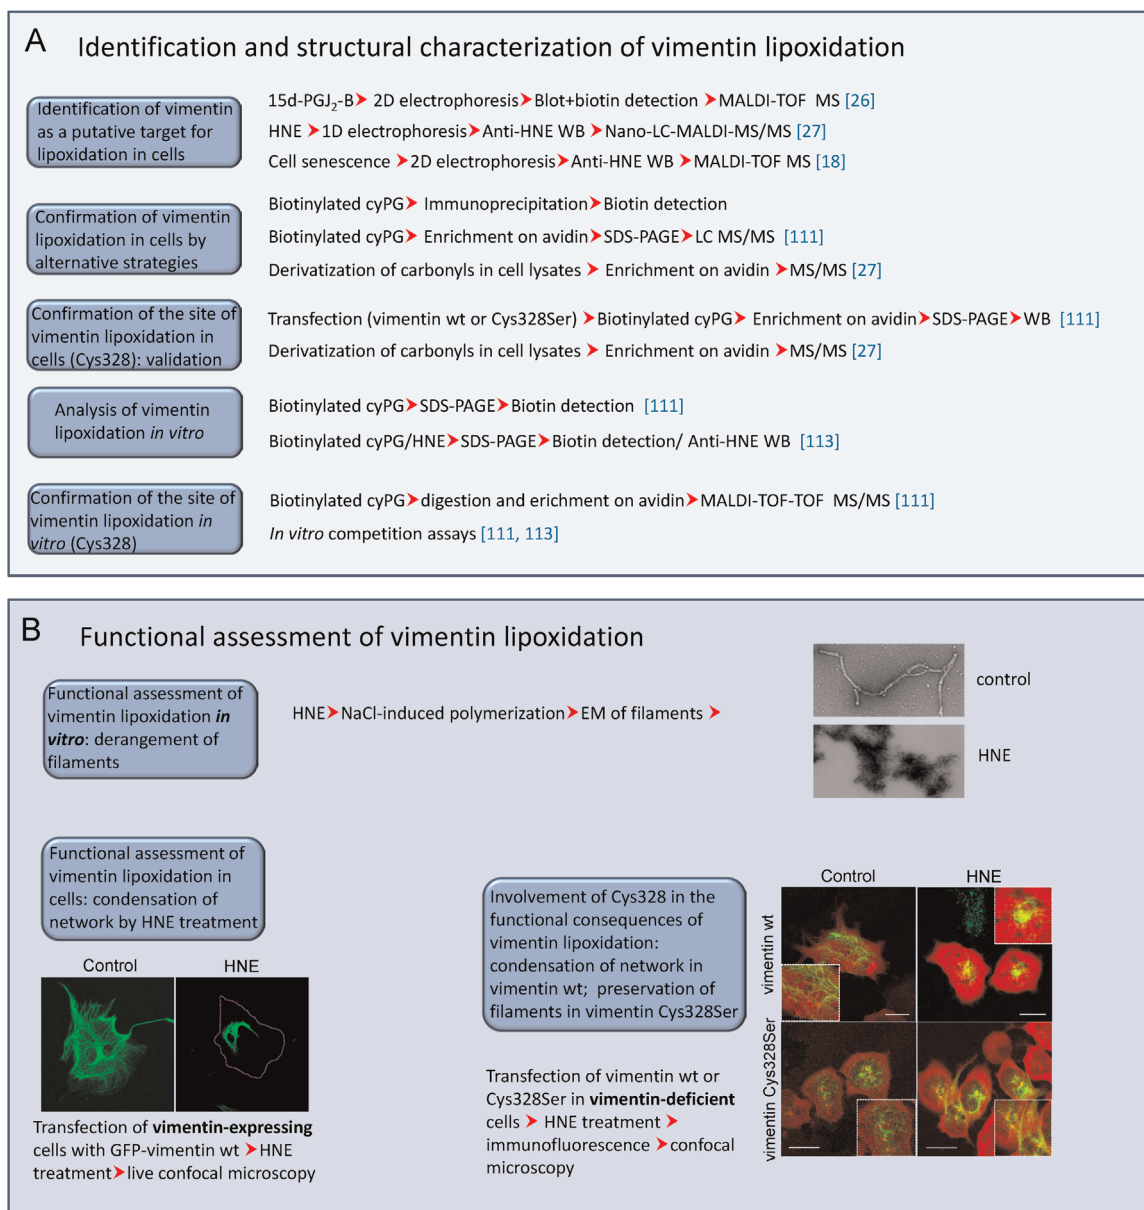 A Identification and structural characterization of vimentin lipoxidation
Identification of vimentin
as a putative target for
lipoxidation in cells
15d-PGJ2-B➤ 2D electrophoresis➤Blot+biotin detection ➤MALDI-TOF MS [26]
HNE ➤1D electrophoresis➤Anti-HNE WB ➤Nano-LC-MALDI-MS/MS [27]
Cell senescence ➤2D electrophoresis➤Anti-HNE WB ➤MALDI-TOF MS [18]
Confirmation of vimentin
lipoxidation in cells by
alternative strategies
Biotinylated cyPG➤ Immunoprecipitation➤Biotin detection
Biotinylated cyPG➤ Enrichment on avidin➤SDS-PAGE➤LC MS/MS [111]
Derivatization of carbonyls in cell lysates ➤ Enrichment on avidin ➤MS/MS [27]
Confirmation of the site of
vimentin lipoxidation in
cells (Cys328): validation
Transfection (vimentin wt or Cys328Ser) ➤Biotinylated cyPG➤ Enrichment on avidin➤SDS-PAGE➤WB [111]
Derivatization of carbonyls in cell lysates ➤ Enrichment on avidin ➤MS/MS [27]
Analysis of vimentin
lipoxidation in vitro
Biotinylated cyPG➤SDS-PAGE➤Biotin detection [111]
Biotinylated cyPG/HNE➤SDS-PAGE➤Biotin detection/ Anti-HNE WB [113]
Confirmation of the site of
vimentin lipoxidation in
vitro (Cys328)
Biotinylated cyPG➤digestion and erichment on avidin➤MALDI-TOF-TOF MS/MS [111]
In vitro competition assays [111, 113]
B Functional assessment of vimentin lipoxidation
Functional assessment of
vimentin lipoxidation in
vitro: derangement of
filaments
HNE➤NaCl-induced polymerization➤EM of filaments ➤
control
HNE
Functional assessment of
vimentin lipoxidation in
cells: condensation of
network by HNE treatment
Control HNE
Transfection of vimentin-expressing
cells with GFP-vimentin wt ➤HNE
treatment➤live confocal microscopy
Involvement of Cys328 in the
functional consequences of
vimentin lipoxidation:
condensation of network in
vimentin wt; preservation of
filaments in vimentin Cys328Ser
Transfection of vimentin wt or
Cys328Ser in vimentin-deficient
cells ➤ HNE treatment ➤
immunofluorescence ➤confocal
microscopy
Control HNE
vimentin wt
vimentin Cys328Ser